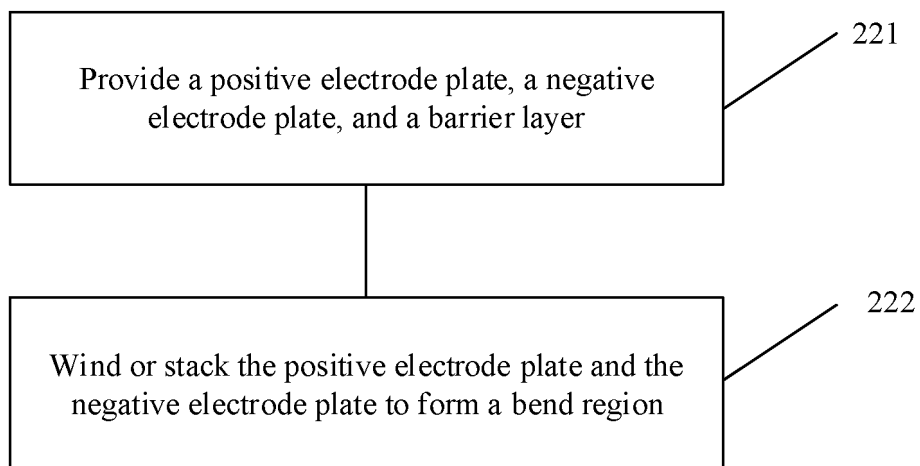 Provide a positive electrode plate, a negative
electrode plate, and a barrier layer
221
Wind or stack the positive electrode plate and the
negative electrode plate to form a bend region
222